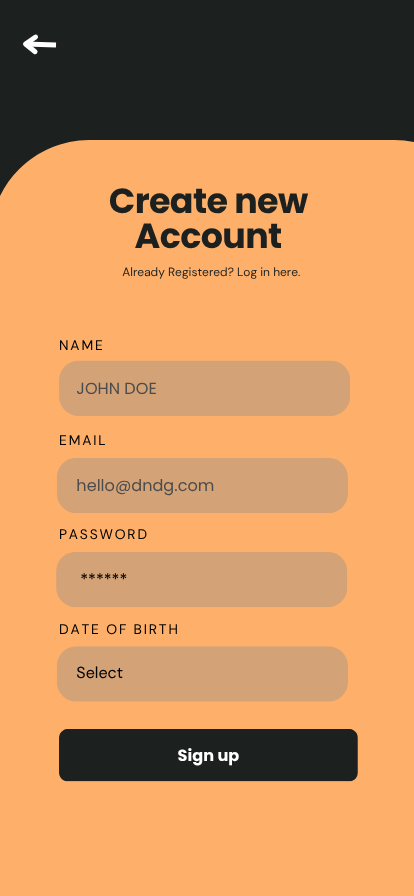 Create new
Account
Already Registered? Log in here.
NAME
JOHN DOE
EMAIL
hello@dndg.com
PASSWORD
******
DATE OF BIRTH
Select
Sign up